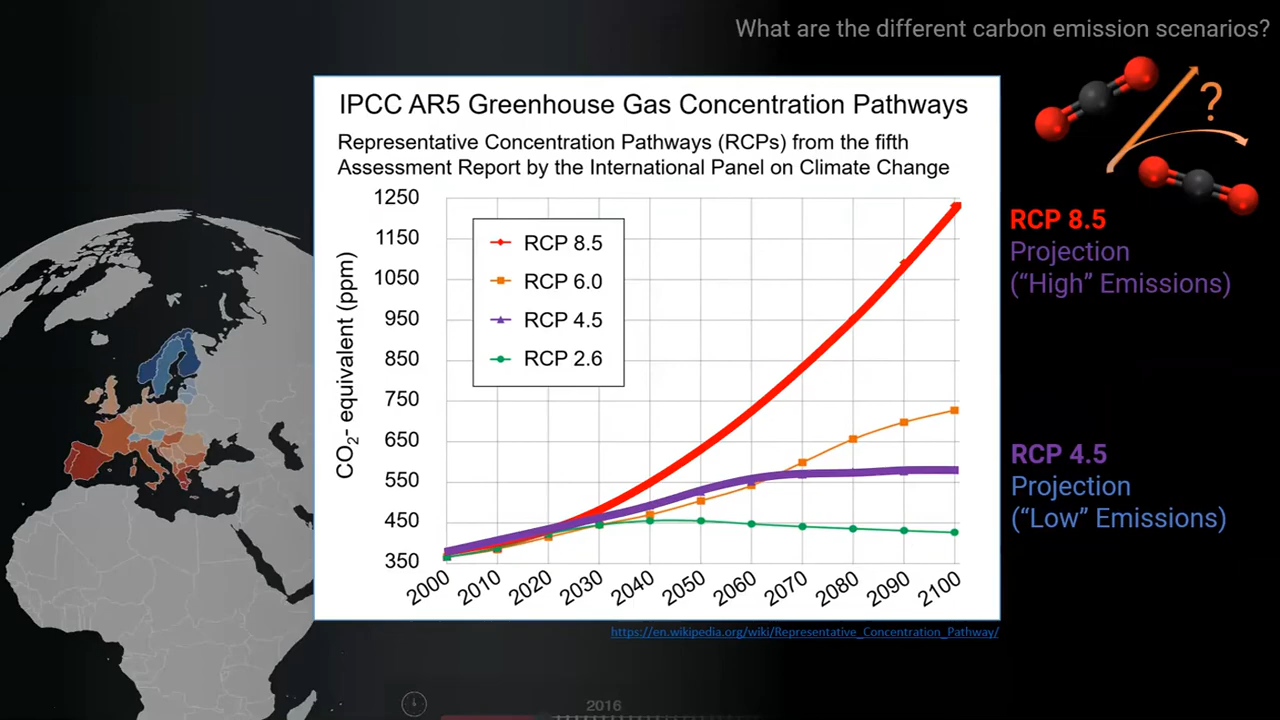 What are the different carbon emission scenarios?
IPCC AR5 Greenhouse Gas Concentration Pathways
Representative Concentration Pathways (RCPs) from the fifth
Assessment Report by the International Panel on Climate Change
CO₂- equivalent (ppm)
1250
1150
1050
950
850
750
650
550
450
350
RCP 8.5
RCP 6.0
RCP 4.5
RCP 2.6
2000
2010
2020
2030
2040
2050
2060
2070
2080
2090
2100
https://en.wikipedia.org/wiki/Representative_Concentration_Pathway/
?
RCP 8.5
Projection
(“High” Emissions)
RCP 4.5
Projection
(“Low” Emissions)
2016